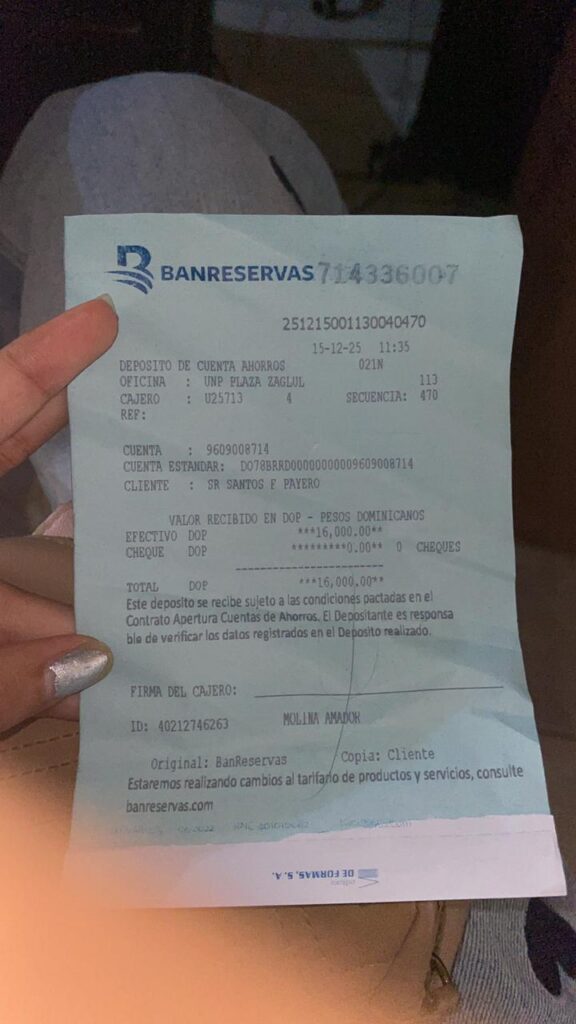 BANRESERVAS 714336007
251215001130040470
15-12-25 11:35
DEPOSITO DE CUENTA AHORROS 021N
OFICINA : UNP PLAZA ZAGLUL 113
CAJERO : U25713 4 SECUENCIA: 470
REF:
CUENTA : 9609008714
CUENTA ESTANDAR: DO78BRRD00000000009609008714
CLIENTE : SR SANTOS F PAYERO
VALOR RECIBIDO EN DOP - PESOS DOMINICANOS
EFECTIVO DOP ***16,000.00**
CHEQUE DOP *********0.00** 0 CHEQUES
TOTAL DOP ***16,000.00**
Este deposito se recibe sujeto a las condiciones pactadas en el
Contrato Apertura Cuentas de Ahorros. El Depositante es responsa
ble de verificar los datos registrados en el Deposito realizado.
FIRMA DEL CAJERO:
ID: 40212746263 MOLINA AMADOR
Original: BanReservas Copia: Cliente
Estaremos realizando cambios al tarifario de productos y servicios, consulte
banreservas.com
DE FORMAS, S. A.